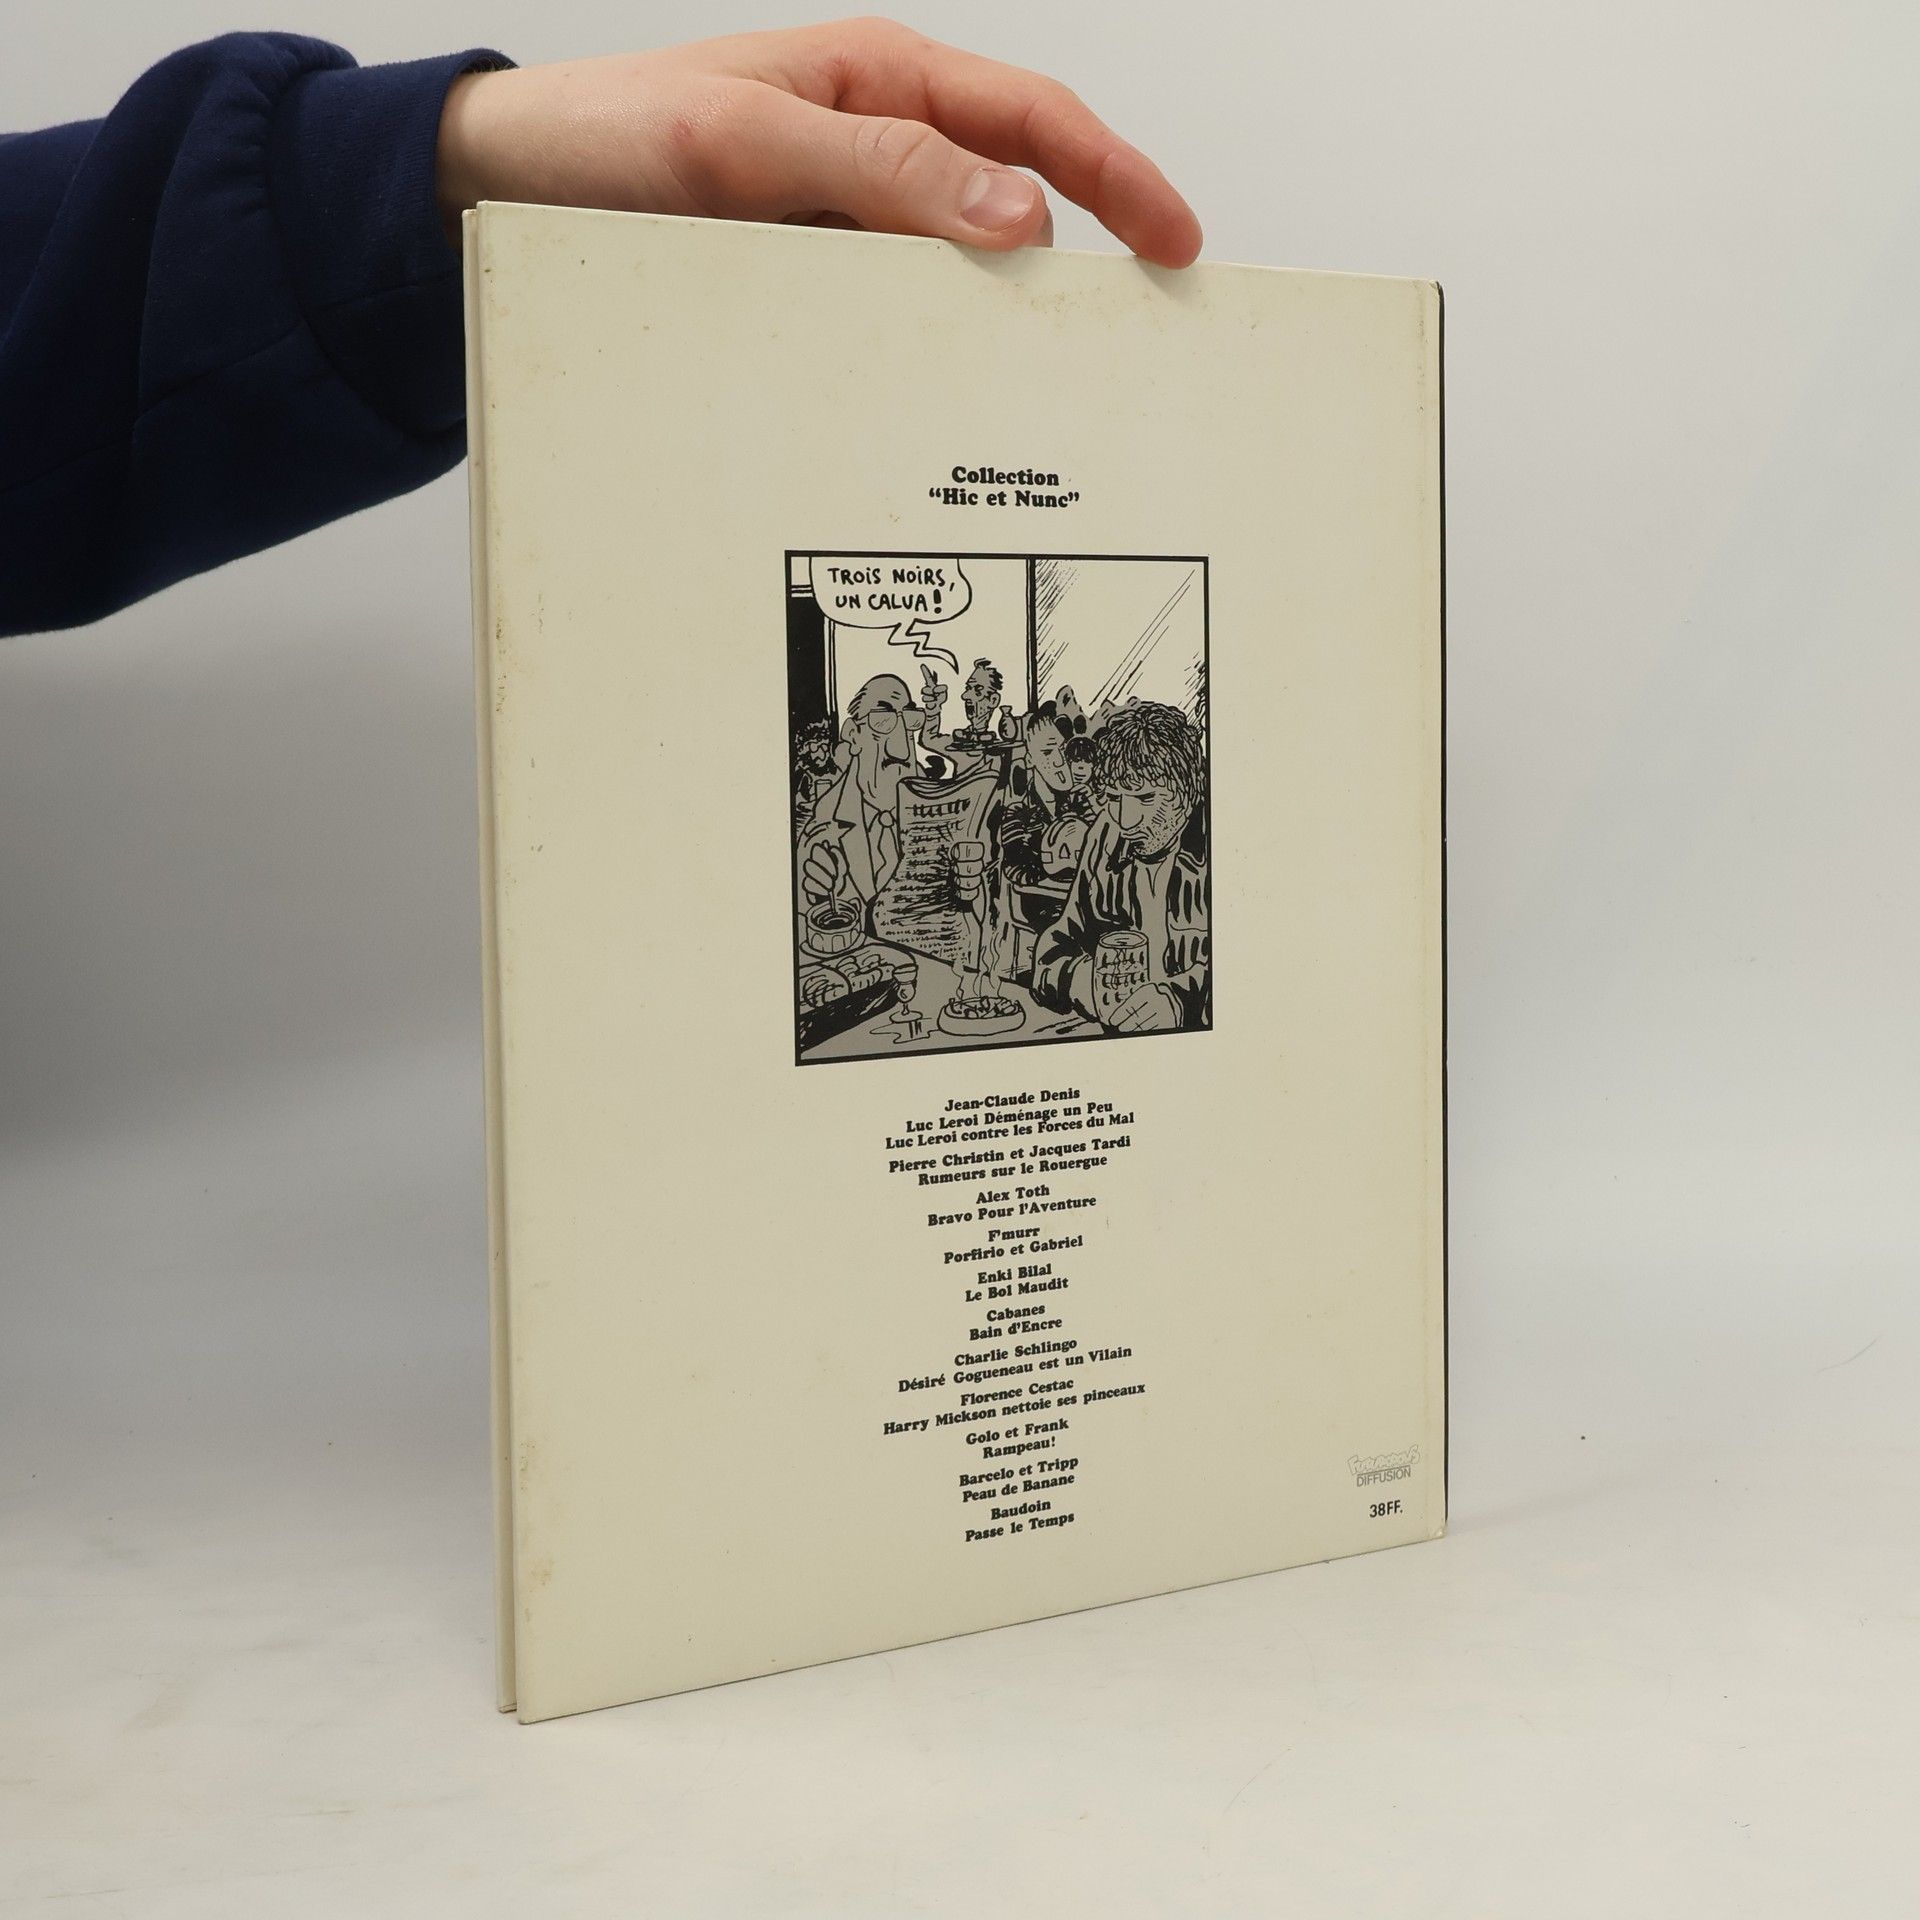 Collection
“Hic et Nunc”
TROIS NOIRS,
UN CALVA!
Jean-Claude Denis
Luc Leroi Déménage un Peu
Luc Leroi contre les Forces du Mal
Pierre Christin et Jacques Tardi
Rumeurs sur le Rouergue
Alex Toth
Bravo Pour l'Aventure
F'murr
Porfirio et Gabriel
Enki Bilal
Le Bol Maudit
Cabanes
Bain d'Encre
Charlie Schlingo
Désiré Gogueneau est un Vilain
Florence Cestac
Harry Mickson nettoie ses pinceaux
Golo et Frank
Rampeau!
Barcelo et Tripp
Peau de Banane
Baudoin
Passe le Temps
FUTUROPOLIS
DIFFUSION
38FF.